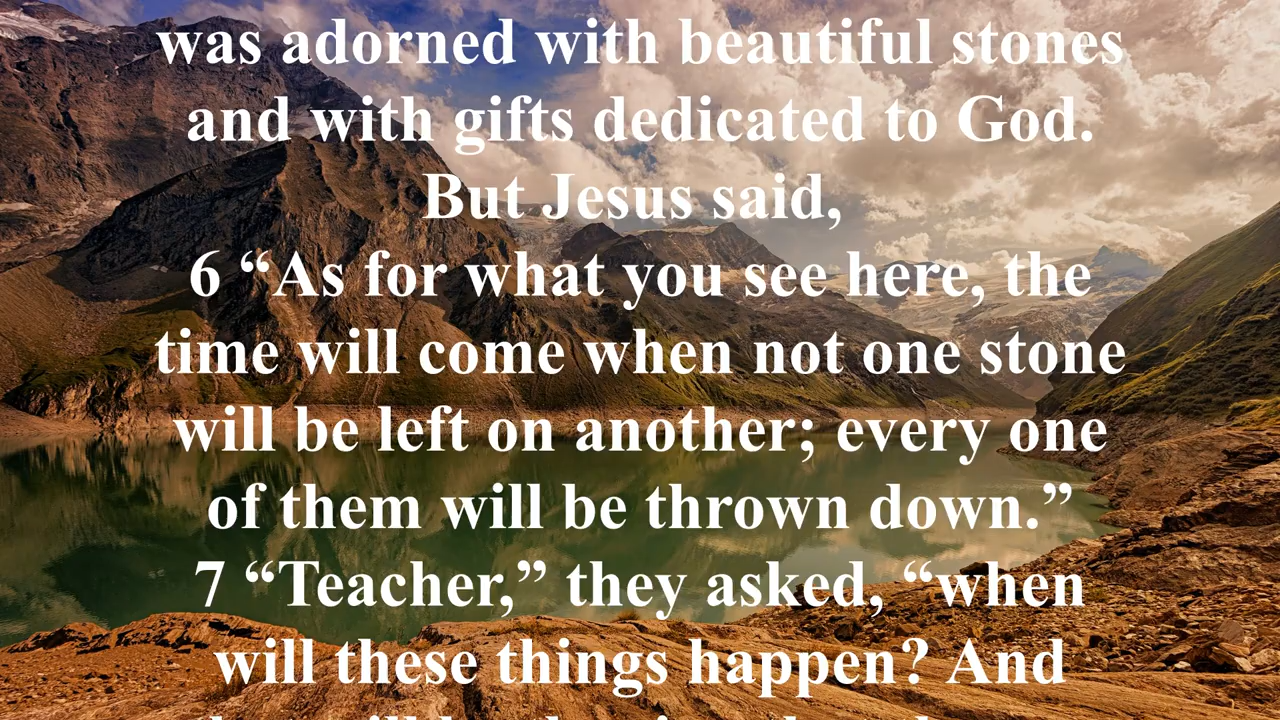 was adorned with beautiful stones
and with gifts dedicated to God.
But Jesus said,
6 “As for what you see here, the
time will come when not one stone
will be left on another; every one
of them will be thrown down.”
7 “Teacher,” they asked, “when
will these things happen? And